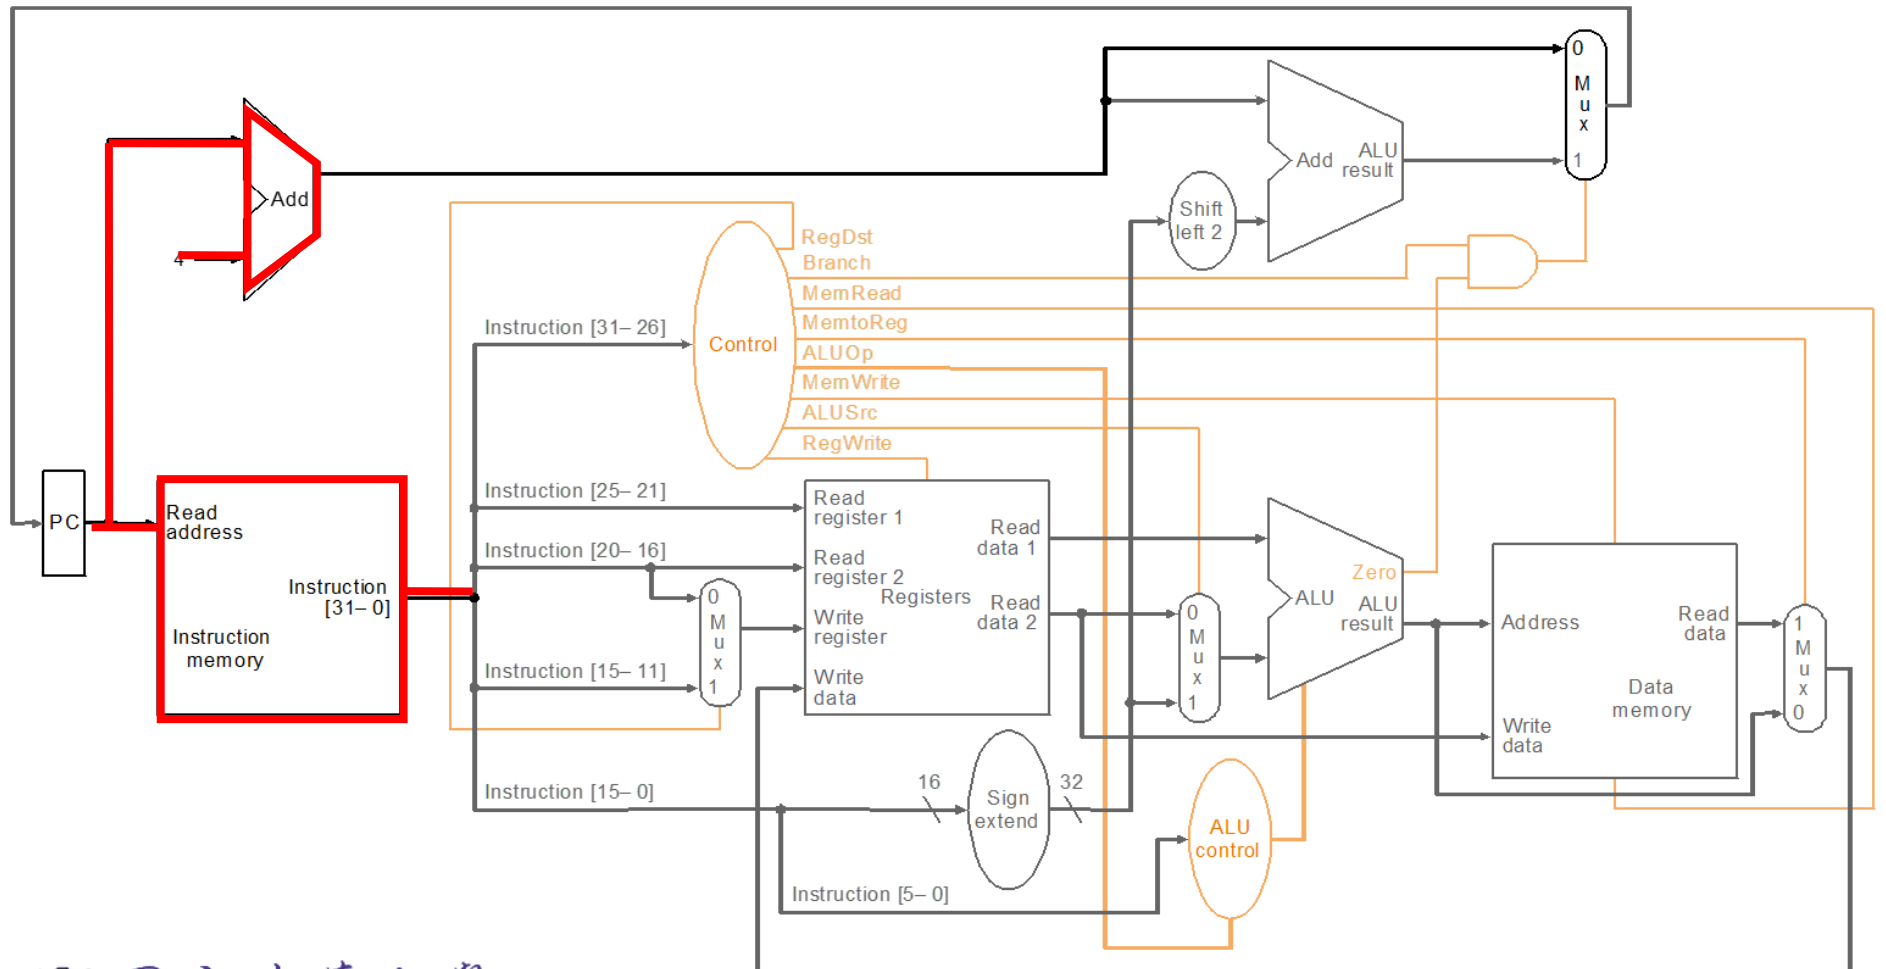 0
M
u
x
1
Add
ALU
result
Add
4
Shift
left 2
RegDst
Branch
MemRead
MemtoReg
ALUOp
MemWrite
ALUSrc
RegWrite
Control
Instruction [31– 26]
PC
Read
address
Instruction
[31– 0]
Instruction
memory
Instruction [25– 21]
Instruction [20– 16]
Instruction [15– 11]
Instruction [15– 0]
Instruction [5– 0]
0
M
u
x
1
Read
register 1
Read
register 2
Registers
Write
register
Write
data
Read
data 1
Read
data 2
16
Sign
extend
32
0
M
u
x
1
Zero
ALU
ALU
result
ALU
control
Address
Read
data
Data
memory
Write
data
1
M
u
x
0